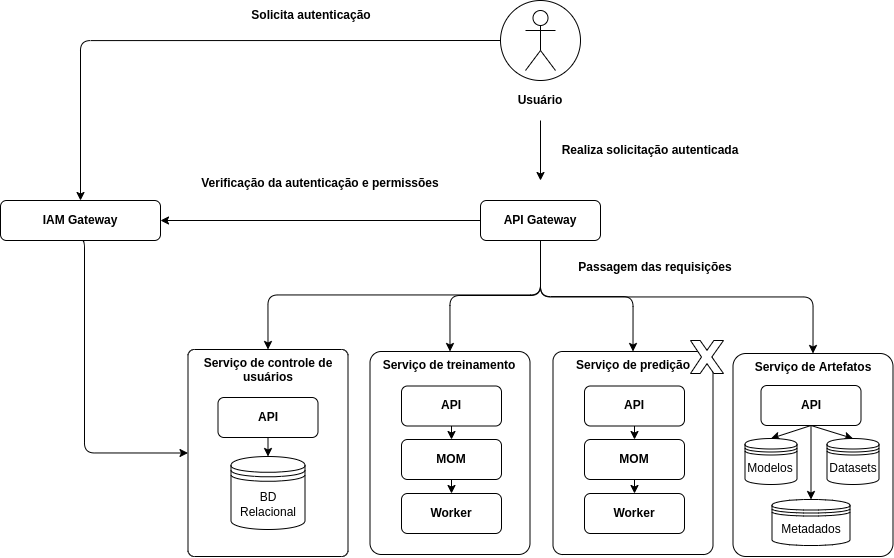 Solicita autenticação
Usuário
Realiza solicitação autenticada
Verificação da autenticação e permissões
IAM Gateway
API Gateway
Passagem das requisições
Serviço de controle de
usuários
API
BD
Relacional
Serviço de treinamento
API
MOM
Worker
Serviço de predição
API
MOM
Worker
Serviço de Artefatos
API
Modelos
Datasets
Metadados